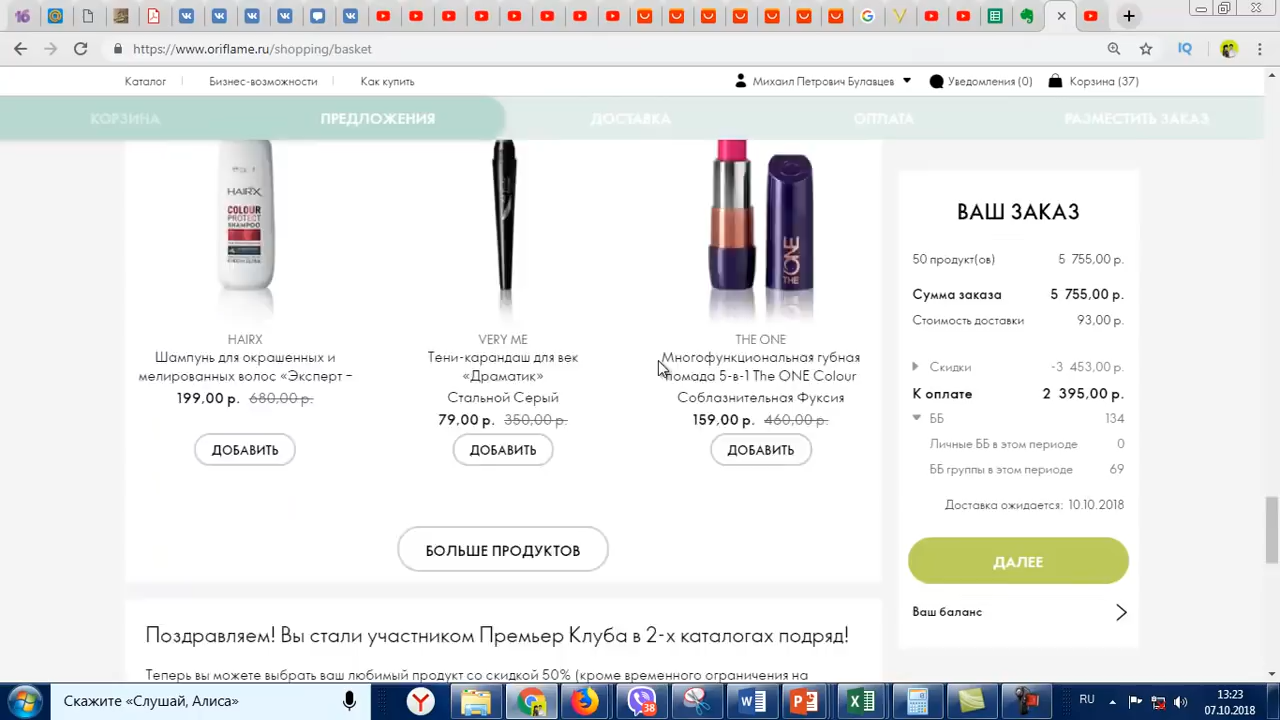 https://www.oriflame.ru/shopping/basket
Каталог
Бизнес-возможности
Как купить
Михаил Петрович Булавцев
Уведомления (0)
Корзина (37)
КОРЗИНА
ПРЕДЛОЖЕНИЯ
ДОСТАВКА
ОПЛАТА
РАЗМЕСТИТЬ ЗАКАЗ
HAIRX
COLOUR
PROTECT
SHAMPOO
THE ONE
HAIRX
Шампунь для окрашенных и
мелированных волос «Эксперт –
199,00 р. 680,00 р.
ДОБАВИТЬ
VERY ME
Тени-карандаш для век
«Драматик»
Стальной Серый
79,00 р. 350,00 р.
ДОБАВИТЬ
THE ONE
Многофункциональная губная
помада 5-в-1 The ONE Colour
Соблазнительная Фуксия
159,00 р. 460,00 р.
ДОБАВИТЬ
БОЛЬШЕ ПРОДУКТОВ
Поздравляем! Вы стали участником Премьер Клуба в 2-х каталогах подряд!
Теперь вы можете выбрать ваш любимый продукт со скидкой 50% (кроме временного ограничения на
ВАШ ЗАКАЗ
50 продукт(ов) 5 755,00 р.
Сумма заказа 5 755,00 р.
Стоимость доставки 93,00 р.
Скидки -3 453,00 р.
К оплате 2 395,00 р.
ББ 134
Личные ББ в этом периоде 0
ББ группы в этом периоде 69
Доставка ожидается: 10.10.2018
ДАЛЕЕ
Ваш баланс
Скажите «Слушай, Алиса»
38
RU
13:23
07.10.2018